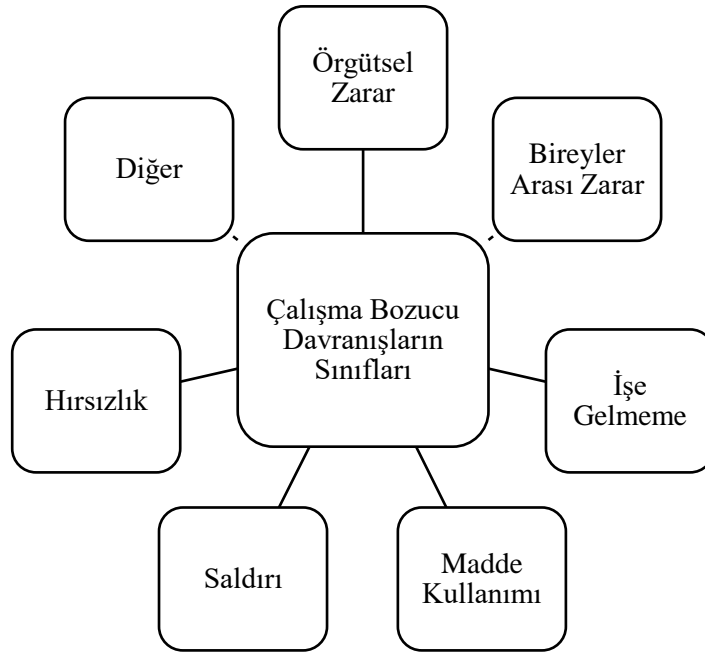 Örgütsel
Zarar
Bireyler
Arası Zarar
Diğer
Çalışma Bozucu
Davranışların
Sınıfları
İşe
Gelmeme
Hırsızlık
Madde
Kullanımı
Saldırı